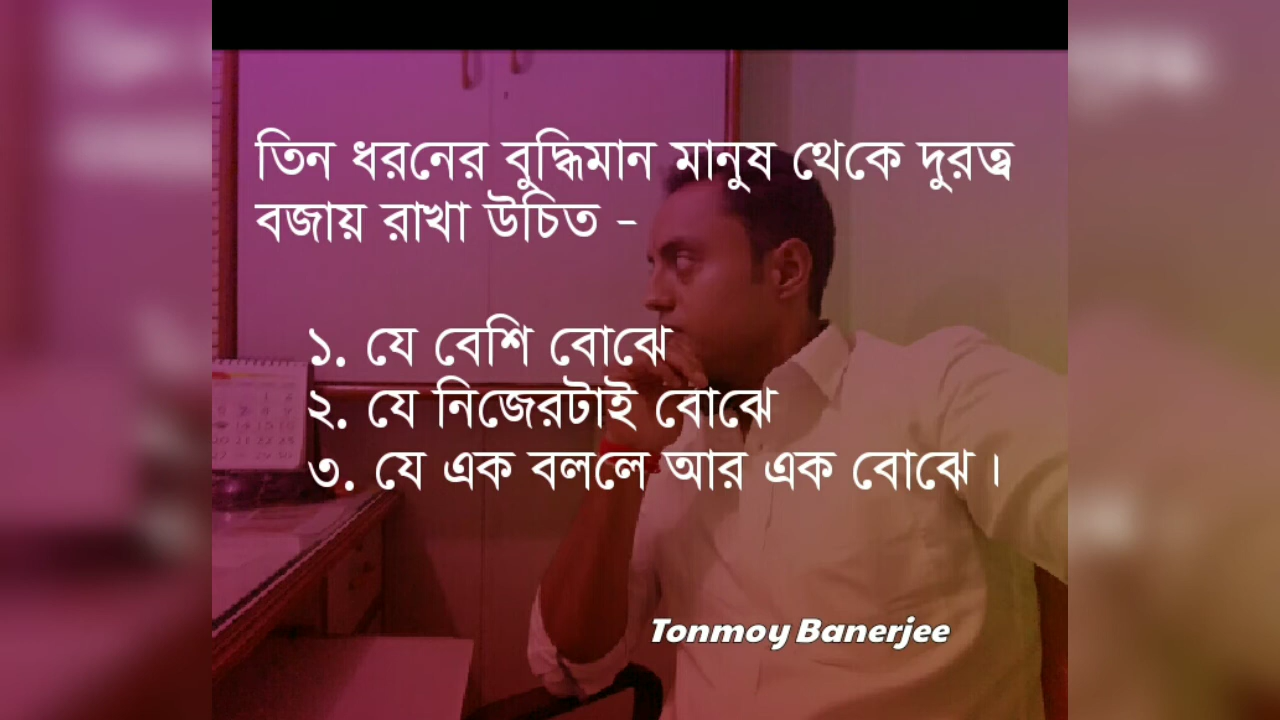 তিন ধরনের বুদ্ধিমান মানুষ থেকে দুরত্ব
বজায় রাখা উচিত -
১. যে বেশি বোঝে
২. যে নিজেরটাই বোঝে
৩. যে এক বললে আর এক বোঝে।
Tonmoy Banerjee